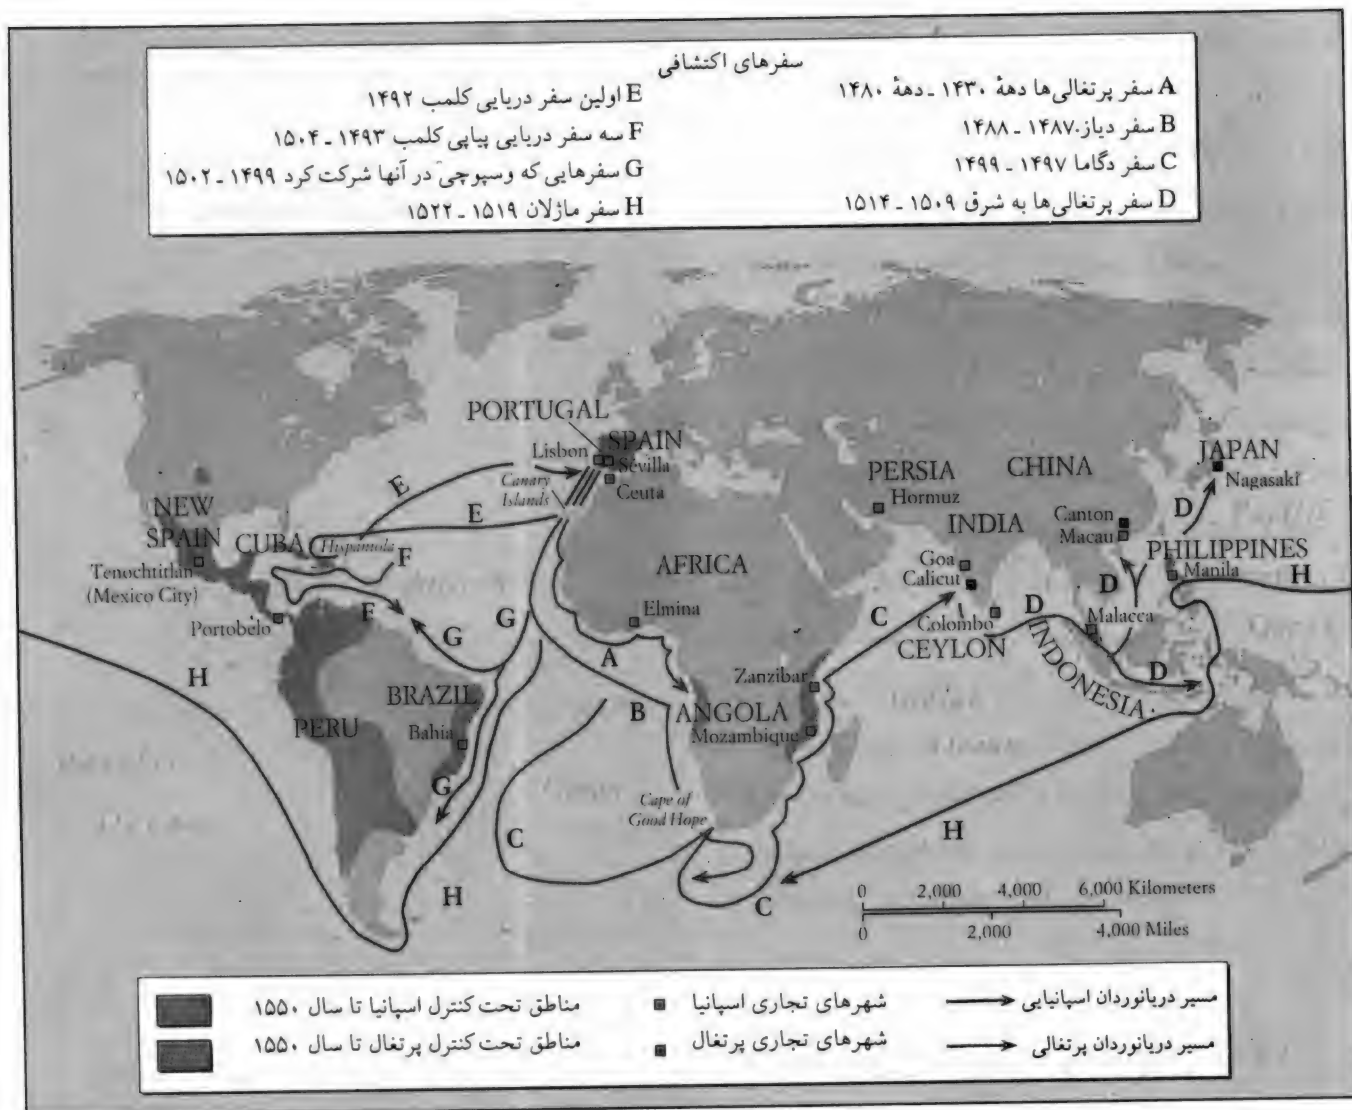 سفرهای اکتشافی
A سفر پرتغالی‌ها دههٔ ۱۴۳۰ ـ دههٔ ۱۴۸۰
B سفر دیاز ۱۴۸۷ ـ ۱۴۸۸
C سفر دگاما ۱۴۹۷ ـ ۱۴۹۹
D سفر پرتغالی‌ها به شرق ۱۵۰۹ ـ ۱۵۱۴
E اولین سفر دریایی کلمب ۱۴۹۲
F سه سفر دریایی پیاپی کلمب ۱۴۹۳ ـ ۱۵۰۴
G سفرهایی که وسپوچی در آنها شرکت کرد ۱۴۹۹ ـ ۱۵۰۲
H سفر ماژلان ۱۵۱۹ ـ ۱۵۲۲
PORTUGAL
Lisbon
SPAIN
Sevilla
Ceuta
Canary
Islands
E
E
NEW
SPAIN
CUBA
Hispaniola
Tenochtitlán
(Mexico City)
Portobelo
F
F
G
G
G
H
H
H
H
PERU
BRAZIL
Bahia
AFRICA
Elmina
A
B
C
C
C
ANGOLA
Zanzibar
Mozambique
Cape of
Good Hope
PERSIA
Hormuz
INDIA
Goa
Calicut
Colombo
CEYLON
CHINA
Canton
Macau
JAPAN
Nagasaki
PHILIPPINES
Manila
Malacca
INDONESIA
D
D
D
D
Indian
Pacific
Ocean
0 2,000 4,000 6,000 Kilometers
0 2,000 4,000 Miles
مسیر دریانوردان اسپانیایی
مسیر دریانوردان پرتغالی
شهرهای تجاری اسپانیا
شهرهای تجاری پرتغال
مناطق تحت کنترل اسپانیا تا سال ۱۵۵۰
مناطق تحت کنترل پرتغال تا سال ۱۵۵۰